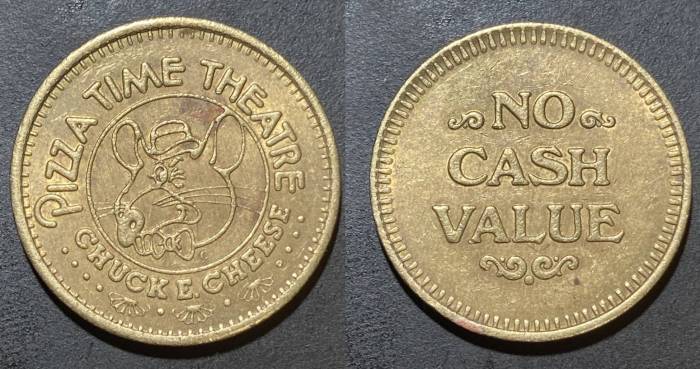 PIZZA TIME THEATRE
CHUCK E. CHEESE
NO
CASH
VALUE